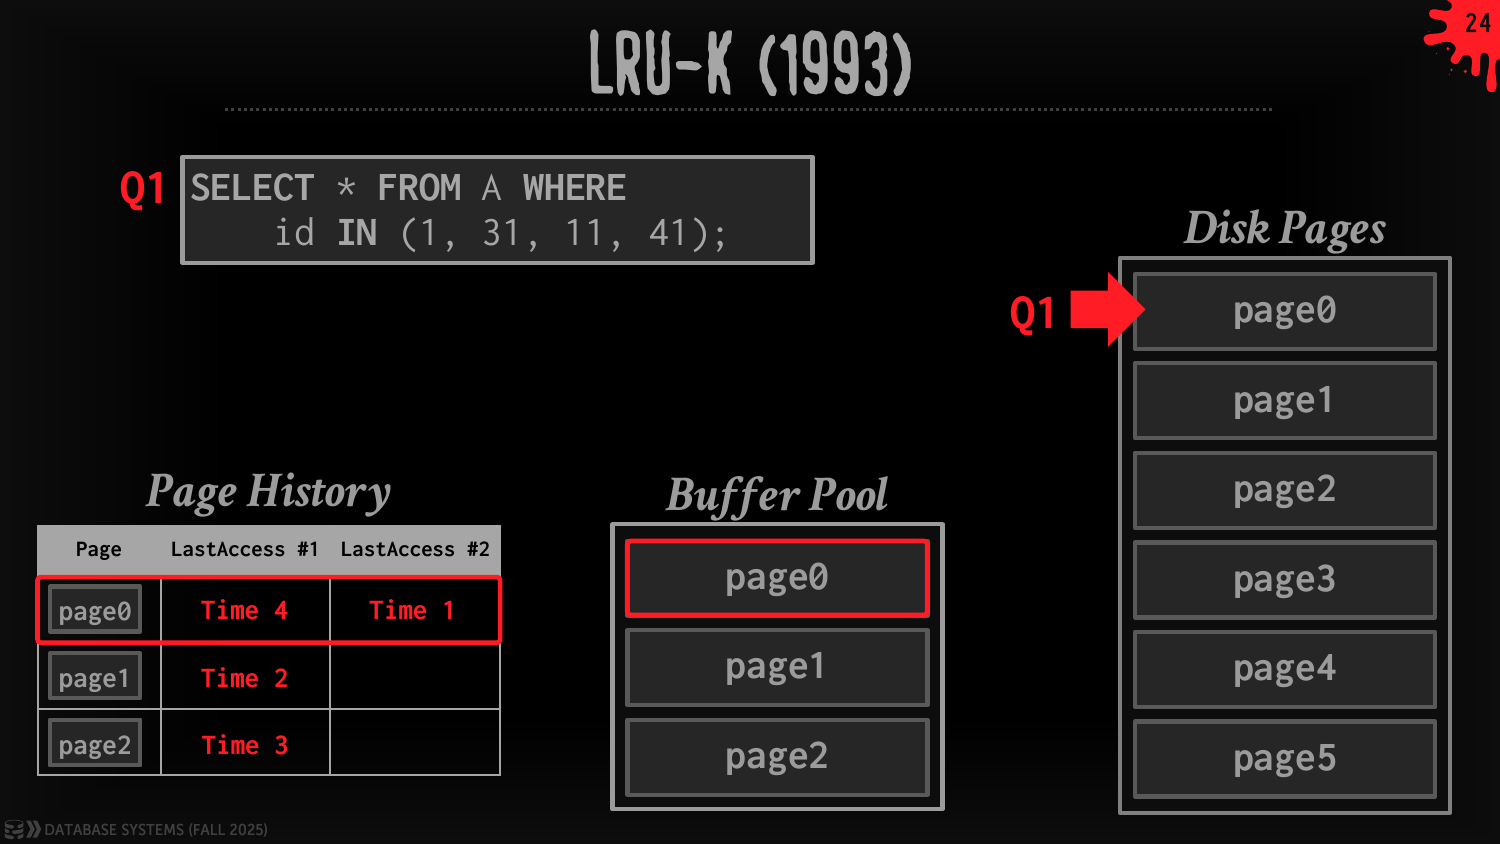 24
LRU-K (1993)
Q1
SELECT * FROM A WHERE
id IN (1, 31, 11, 41);
Disk Pages
Q1
page0
page1
page2
page3
page4
page5
Page History
Page LastAccess #1 LastAccess #2
page0 Time 4 Time 1
page1 Time 2
page2 Time 3
Buffer Pool
page0
page1
page2
DATABASE SYSTEMS (FALL 2025)